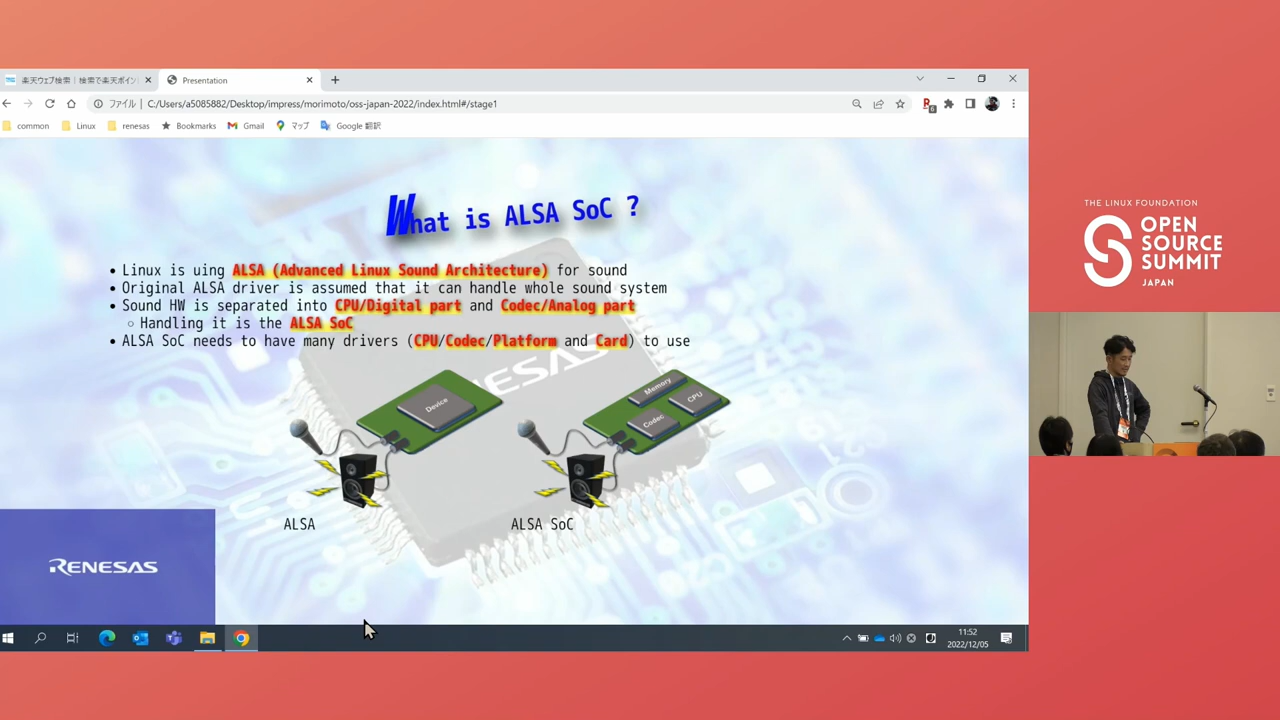 楽天ウェブ検索 | 検索で楽天ポイン
Presentation
ファイル | C:/Users/a5085882/Desktop/impress/morimoto/oss-japan-2022/index.html#/stage1
common
Linux
renesas
Bookmarks
Gmail
マップ
Google 翻訳
What is ALSA SoC ?
Linux is uing ALSA (Advanced Linux Sound Architecture) for sound
Original ALSA driver is assumed that it can handle whole sound system
Sound HW is separated into CPU/Digital part and Codec/Analog part
Handling it is the ALSA SoC
ALSA SoC needs to have many drivers (CPU/Codec/Platform and Card) to use
ENESAS
Device
Memory
CPU
Codec
ALSA
ALSA SoC
RENESAS
11:52
2022/12/05
THE LINUX FOUNDATION
OPEN
SOURCE
SUMMIT
JAPAN